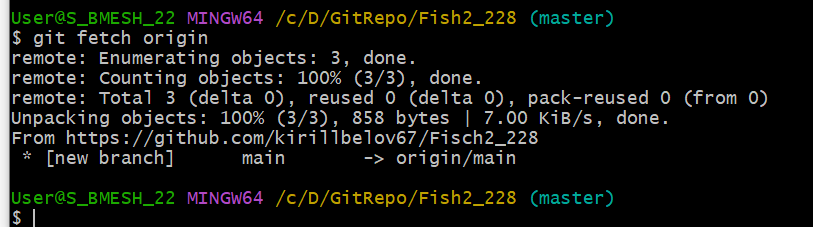 User@S_BMESH_22 MINGW64 /c/D/GitRepo/Fish2_228 (master)
$ git fetch origin
remote: Enumerating objects: 3, done.
remote: Counting objects: 100% (3/3), done.
remote: Total 3 (delta 0), reused 0 (delta 0), pack-reused 0 (from 0)
Unpacking objects: 100% (3/3), 858 bytes | 7.00 KiB/s, done.
From https://github.com/kirillbelov67/Fisch2_228
 * [new branch]      main       -> origin/main
User@S_BMESH_22 MINGW64 /c/D/GitRepo/Fish2_228 (master)
$